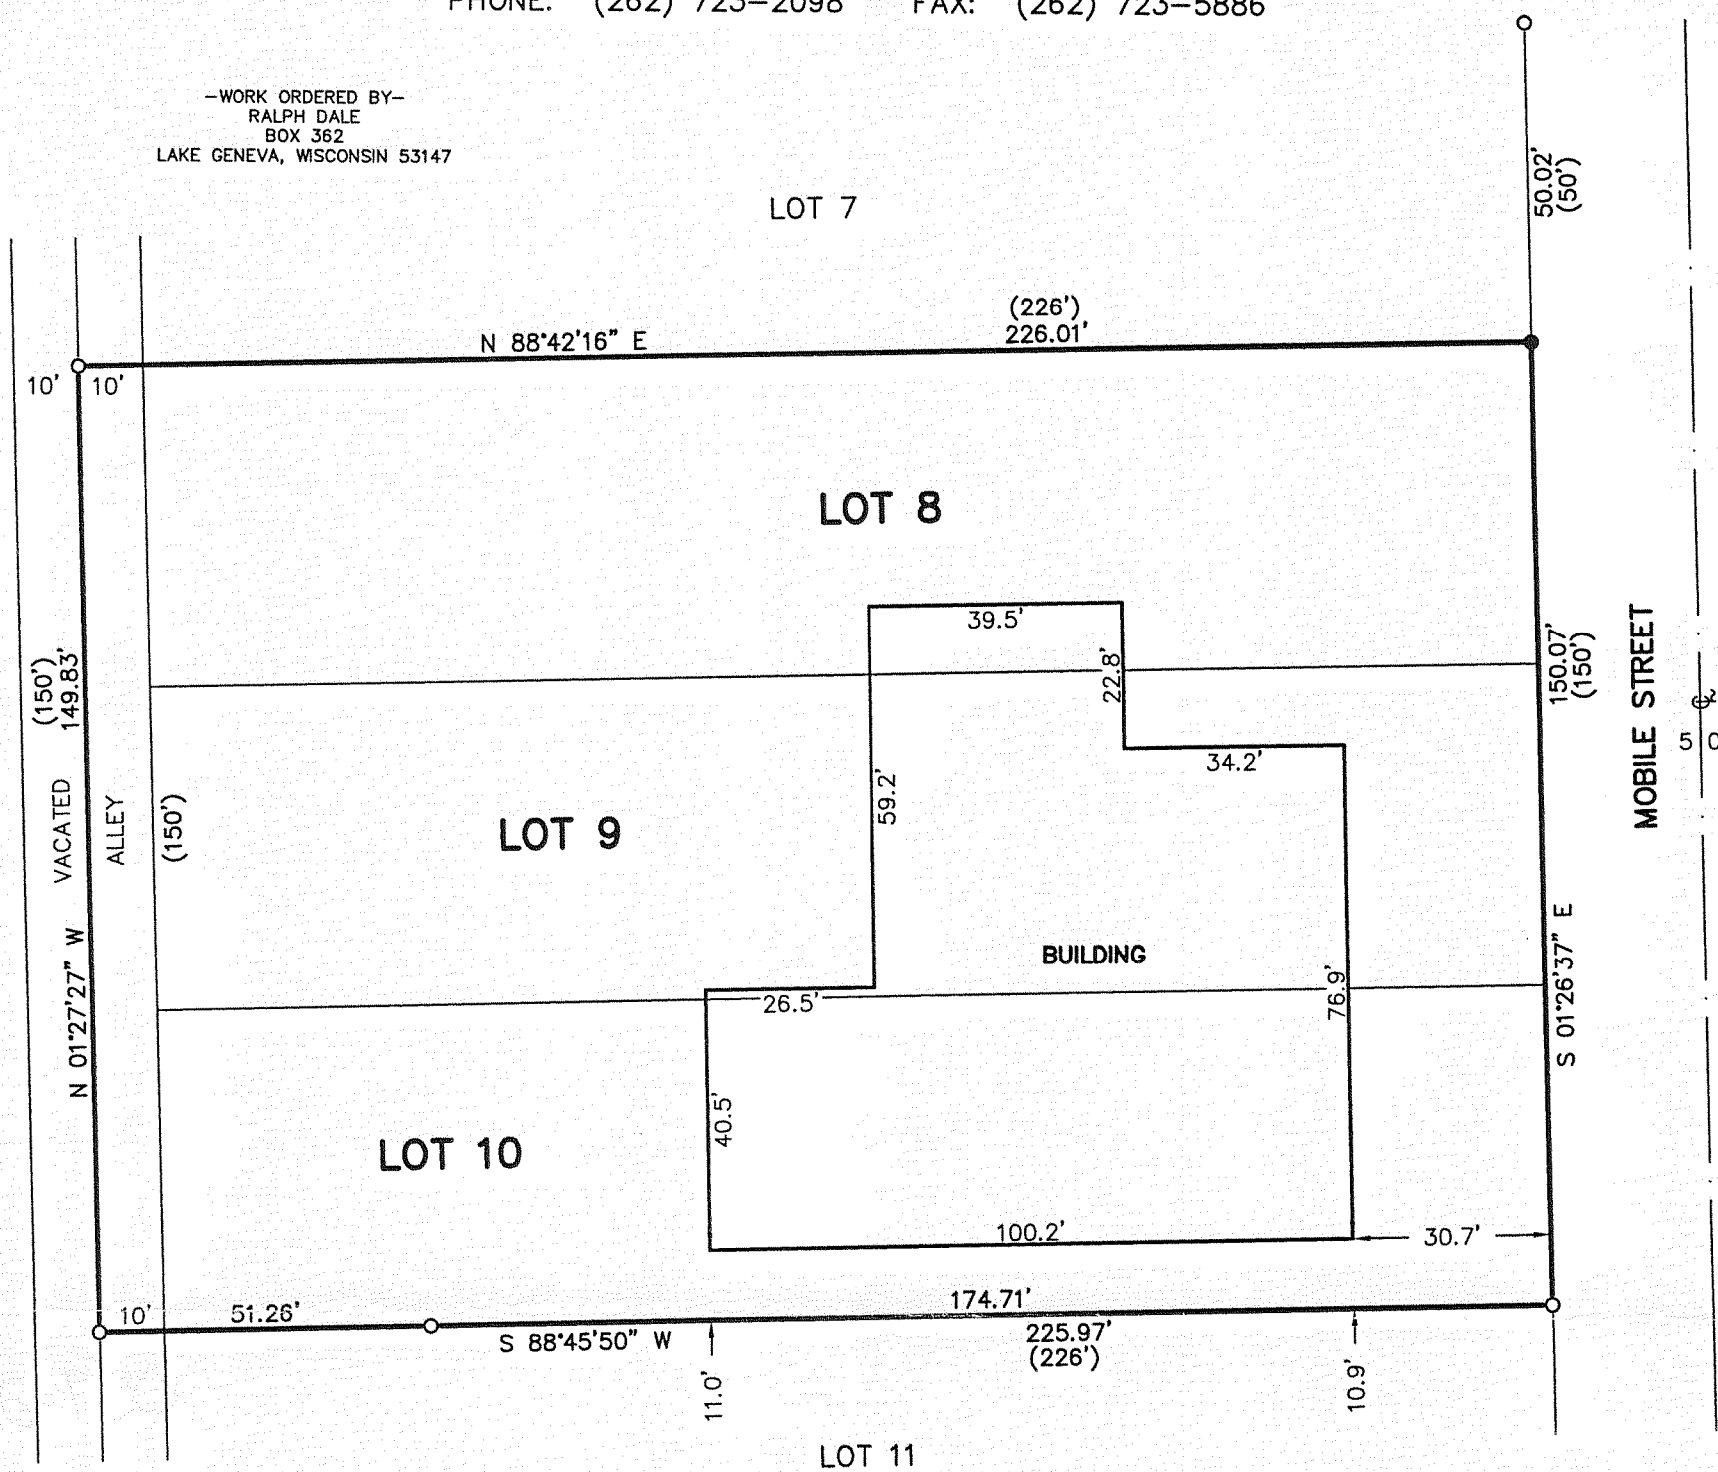 PHONE: (262) 723-2098 FAX: (262) 723-5886
-WORK ORDERED BY-
RALPH DALE
BOX 362
LAKE GENEVA, WISCONSIN 53147
50.02'
(50')
LOT 7
(226')
226.01'
N 88°42'16" E
10' 10'
LOT 8
39.5'
22.8'
34.2'
59.2'
(150')
149.83'
VACATED
ALLEY
(150')
N 01°27'27" W
150.07'
(150')
MOBILE STREET
5 0
S 01°26'37" E
LOT 9
BUILDING
26.5'
76.9'
40.5'
LOT 10
100.2'
30.7'
10'
51.26'
174.71'
S 88°45'50" W
225.97'
(226')
11.0'
10.9'
LOT 11